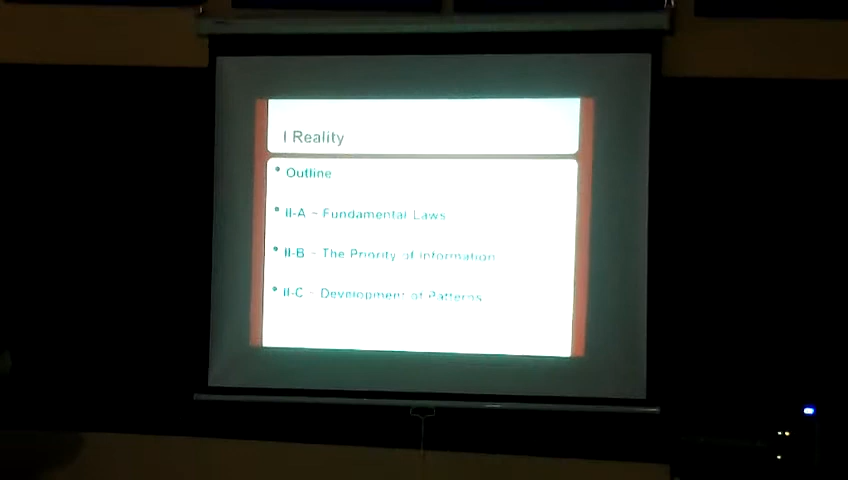 I Reality
• Outline
• II-A – Fundamental Laws
• II-B – The Priority of Information
• II-C – Development of Patterns